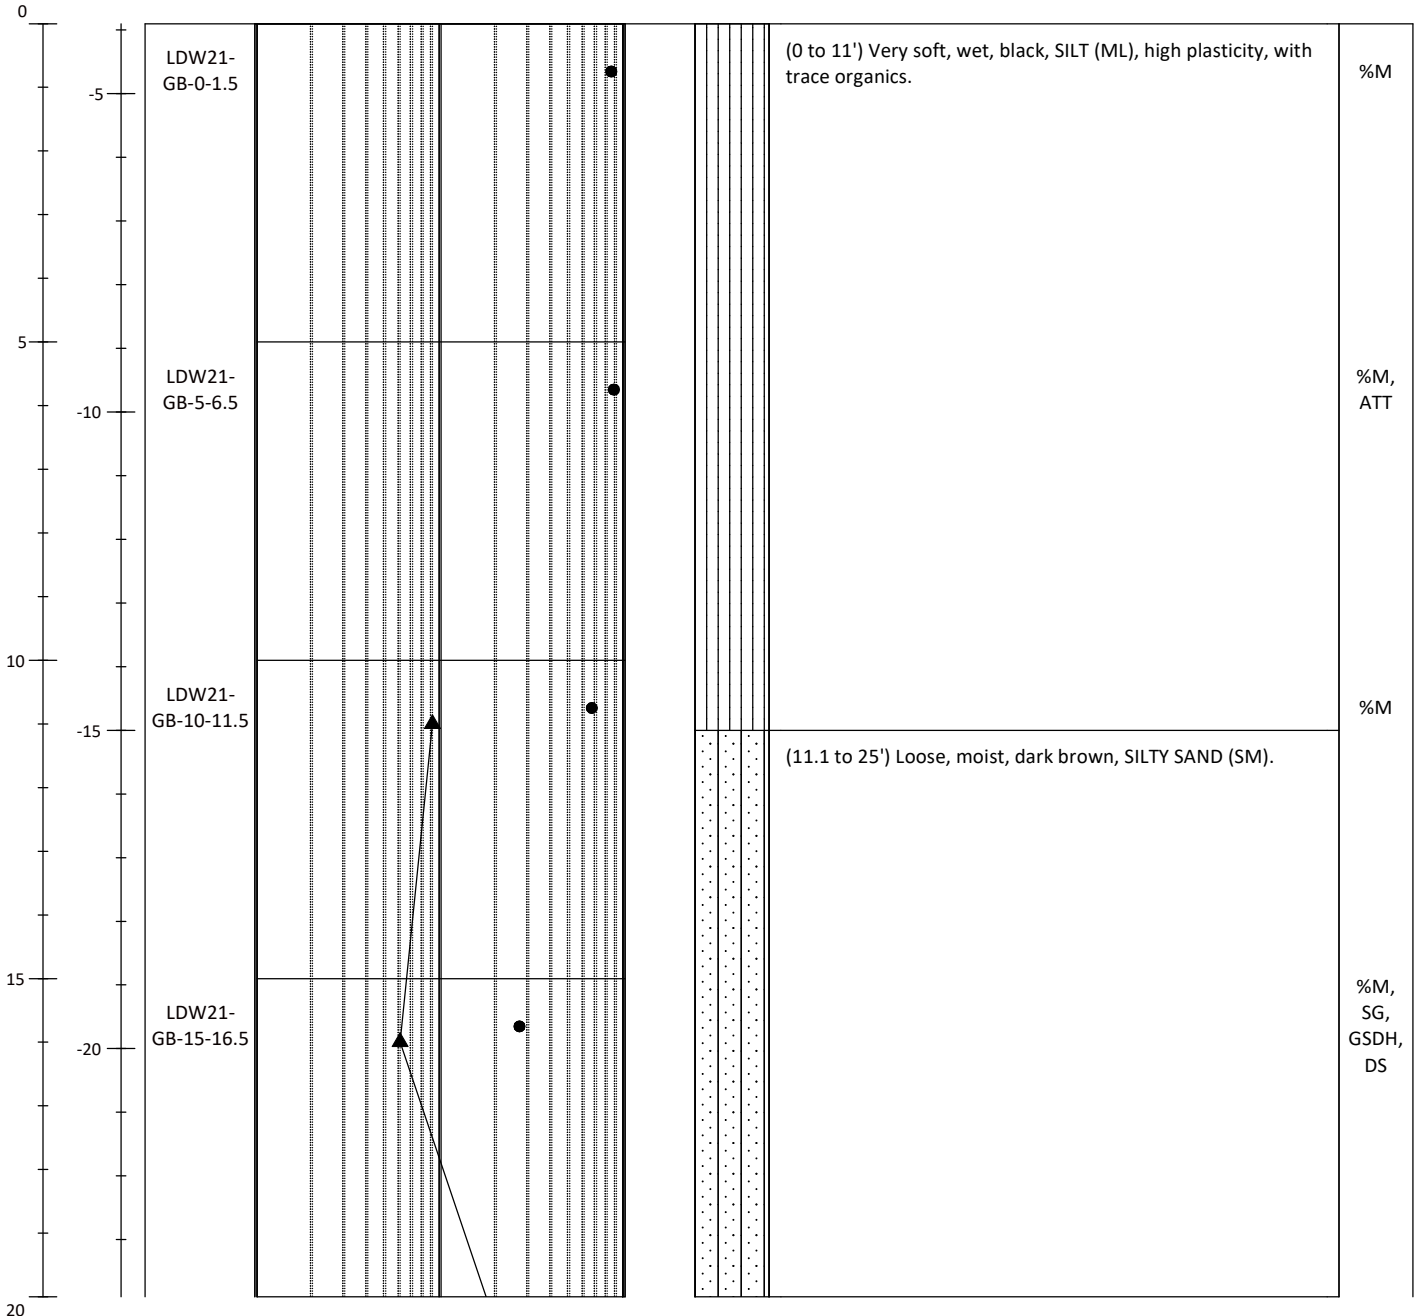 0
LDW21-
GB-0-1.5
(0 to 11') Very soft, wet, black, SILT (ML), high plasticity, with
trace organics.
%M
-5
5
LDW21-
GB-5-6.5
%M,
ATT
-10
10
LDW21-
GB-10-11.5
%M
-15
(11.1 to 25') Loose, moist, dark brown, SILTY SAND (SM).
15
LDW21-
GB-15-16.5
%M,
SG,
GSDH,
DS
-20
20